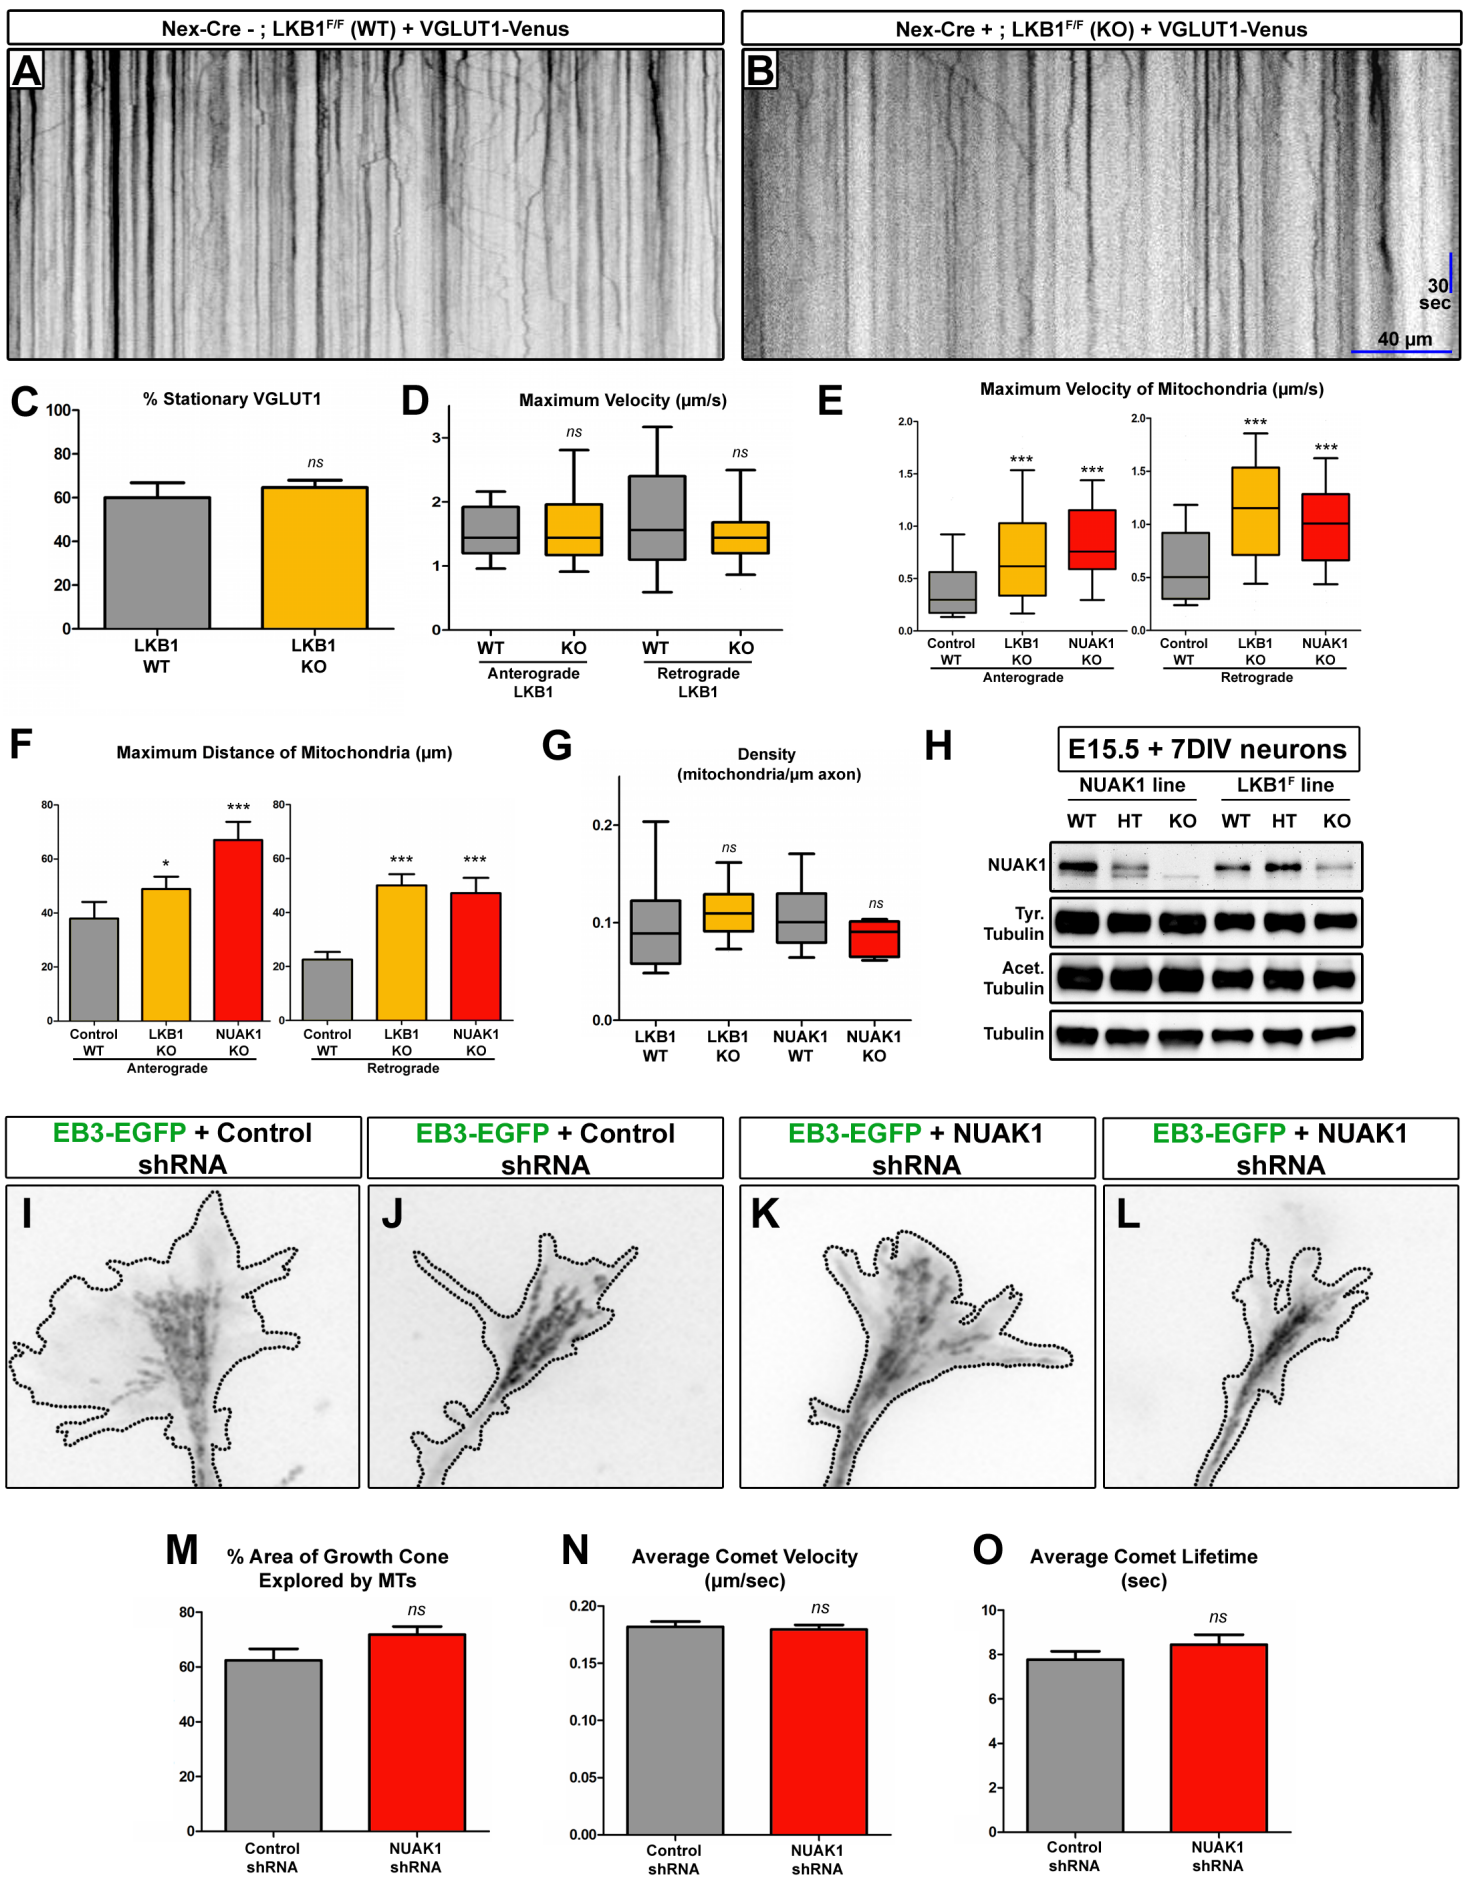 Nex-Cre - ; LKB1F/F (WT) + VGLUT1-Venus
Nex-Cre + ; LKB1F/F (KO) + VGLUT1-Venus
A
B
30
sec
40 µm
C
% Stationary VGLUT1
100
80
60
40
20
0
ns
LKB1
WT
LKB1
KO
D
Maximum Velocity (µm/s)
3
2
1
0
ns
ns
WT
KO
WT
KO
Anterograde
LKB1
Retrograde
LKB1
E
Maximum Velocity of Mitochondria (µm/s)
2.0
1.5
1.0
0.5
0.0
***
***
Control
WT
LKB1
KO
NUAK1
KO
Anterograde
2.0
1.5
1.0
0.5
0.0
***
***
Control
WT
LKB1
KO
NUAK1
KO
Retrograde
F
Maximum Distance of Mitochondria (µm)
80
60
40
20
0
*
***
Control
WT
LKB1
KO
NUAK1
KO
Anterograde
80
60
40
20
0
***
***
Control
WT
LKB1
KO
NUAK1
KO
Retrograde
G
Density
(mitochondria/µm axon)
0.2
0.1
0.0
ns
ns
LKB1
WT
LKB1
KO
NUAK1
WT
NUAK1
KO
H
E15.5 + 7DIV neurons
NUAK1 line
LKB1F line
WT HT KO WT HT KO
NUAK1
Tyr.
Tubulin
Acet.
Tubulin
Tubulin
EB3-EGFP + Control
shRNA
EB3-EGFP + Control
shRNA
EB3-EGFP + NUAK1
shRNA
EB3-EGFP + NUAK1
shRNA
I
J
K
L
M
% Area of Growth Cone
Explored by MTs
80
60
40
20
0
ns
Control
shRNA
NUAK1
shRNA
N
Average Comet Velocity
(µm/sec)
0.20
0.15
0.10
0.05
0.00
ns
Control
shRNA
NUAK1
shRNA
O
Average Comet Lifetime
(sec)
10
8
6
4
2
0
ns
Control
shRNA
NUAK1
shRNA